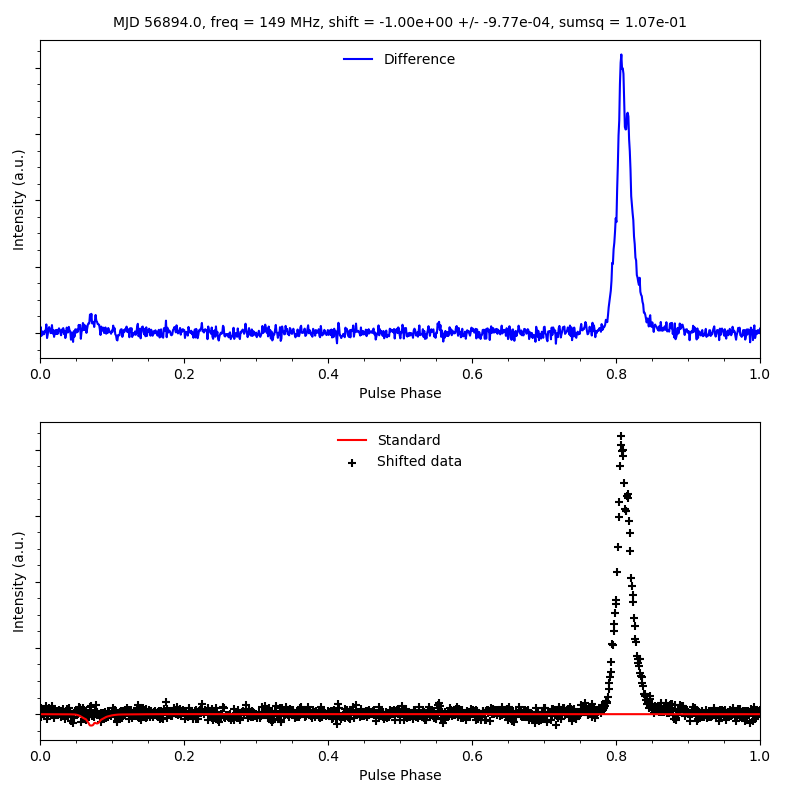 MJD 56894.0, freq = 149 MHz, shift = -1.00e+00 +/- -9.77e-04, sumsq = 1.07e-01
Difference
Intensity (a.u.)
0.0 0.2 0.4 0.6 0.8 1.0
Pulse Phase
Standard
Shifted data
Intensity (a.u.)
0.0 0.2 0.4 0.6 0.8 1.0
Pulse Phase